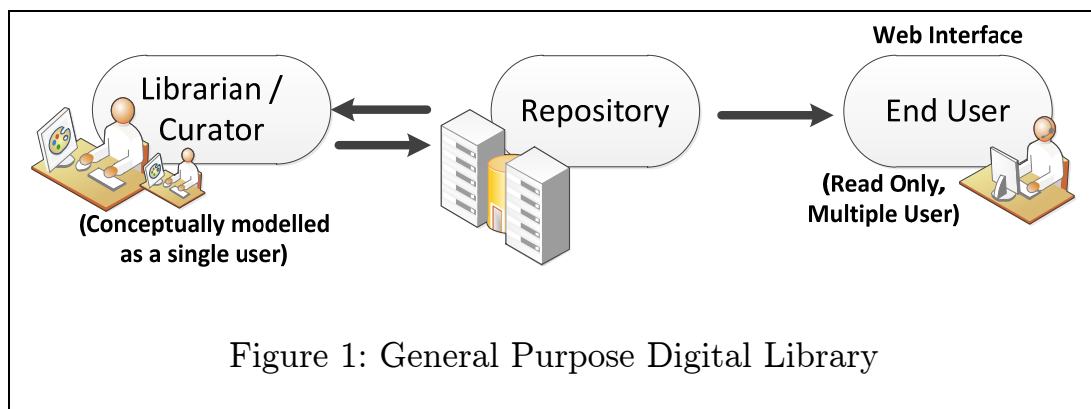 Librarian /
Curator
(Conceptually modelled
as a single user)
Repository
Web Interface
End User
(Read Only,
Multiple User)
Figure 1: General Purpose Digital Library